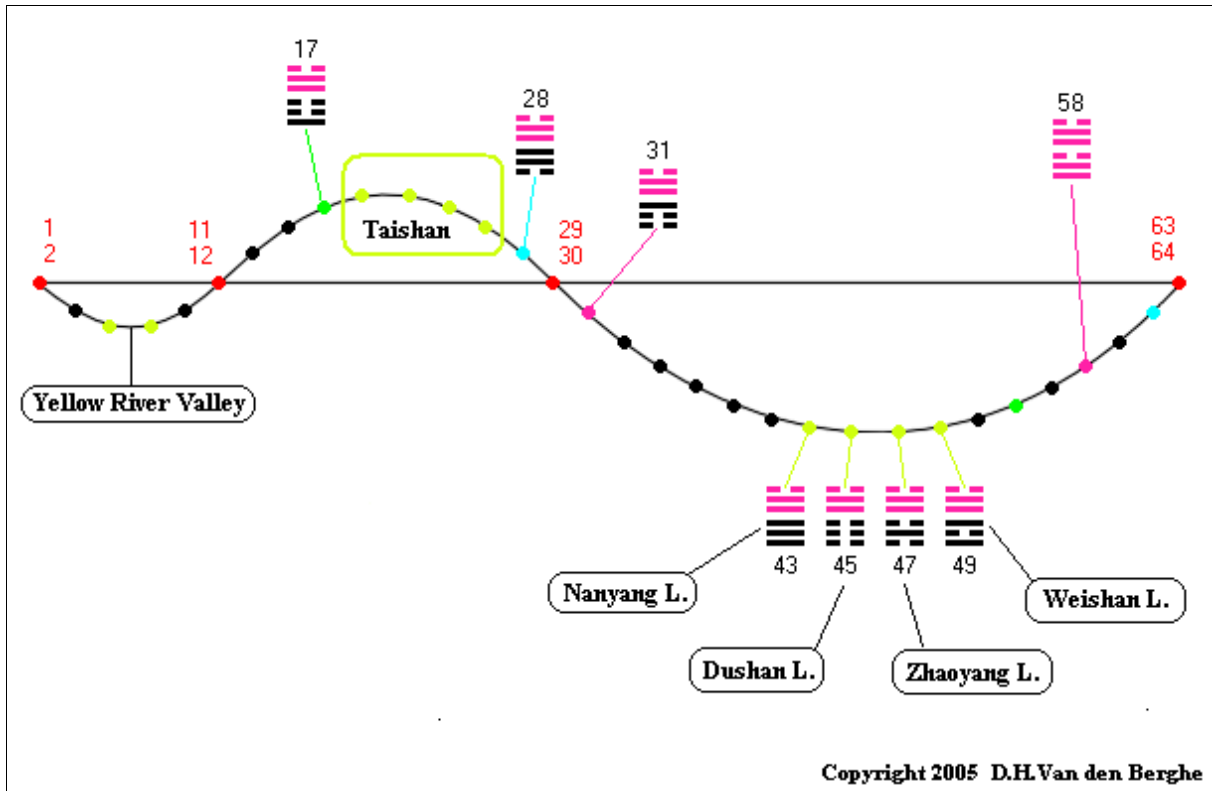 17
28
58
31
1
2
11
12
29
30
63
64
Taishan
Yellow River Valley
43
45
47
49
Nanyang L.
Weishan L.
Dushan L.
Zhaoyang L.
Copyright 2005 D.H.Van den Berghe